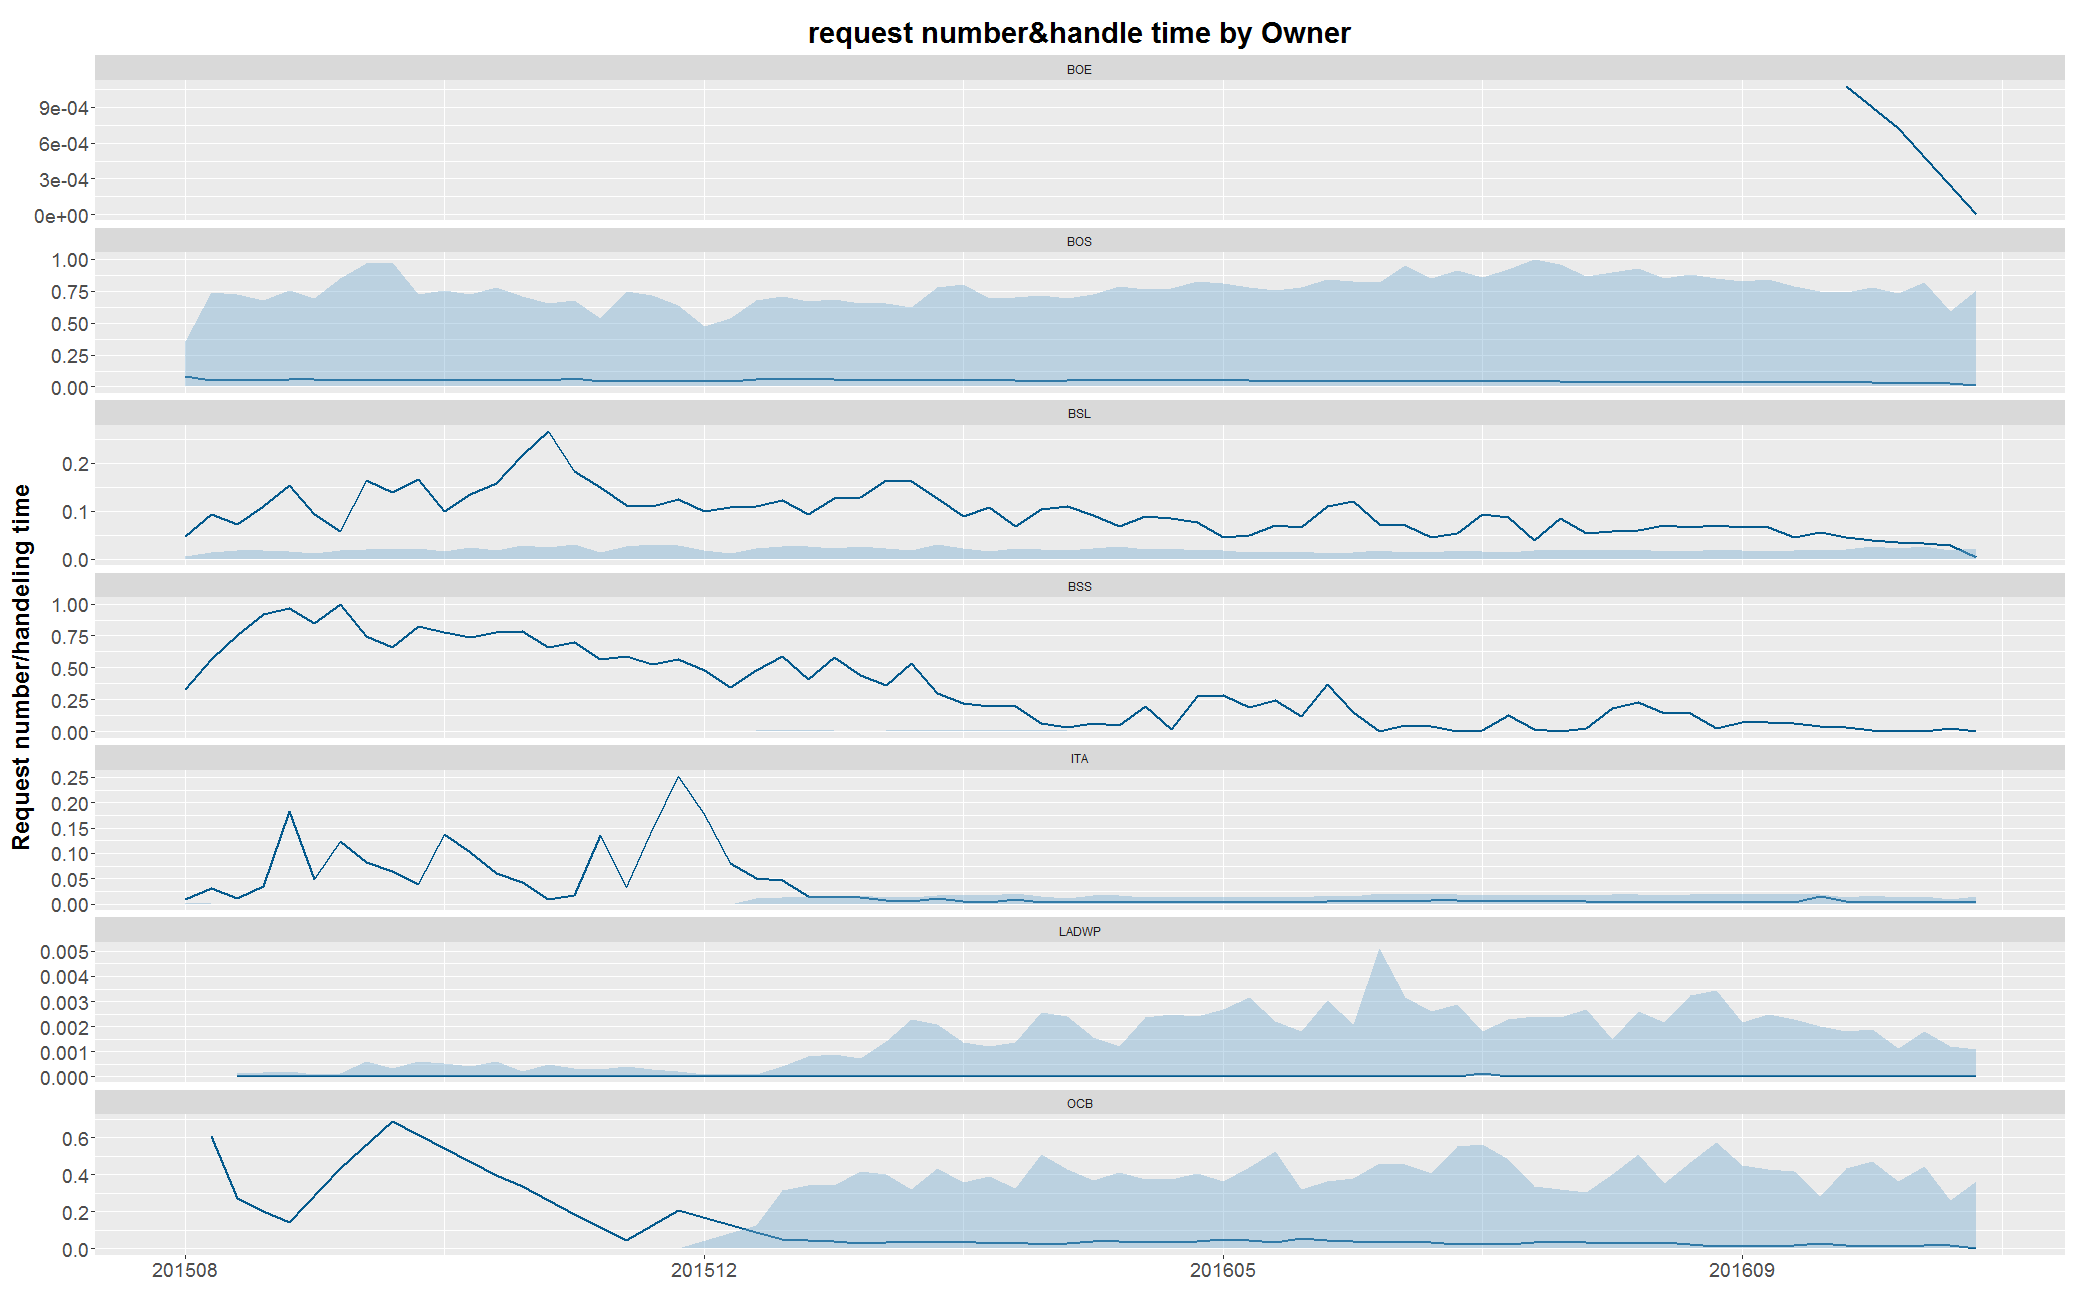 request number&handle time by Owner
BOE
9e-04
6e-04
3e-04
0e+00
BOS
1.00
0.75
0.50
0.25
0.00
BSL
0.2
0.1
0.0
BSS
1.00
0.75
0.50
0.25
0.00
ITA
0.25
0.20
0.15
0.10
0.05
0.00
LADWP
0.005
0.004
0.003
0.002
0.001
0.000
OCB
0.6
0.4
0.2
0.0
201508 201512 201605 201609
Request number/handeling time